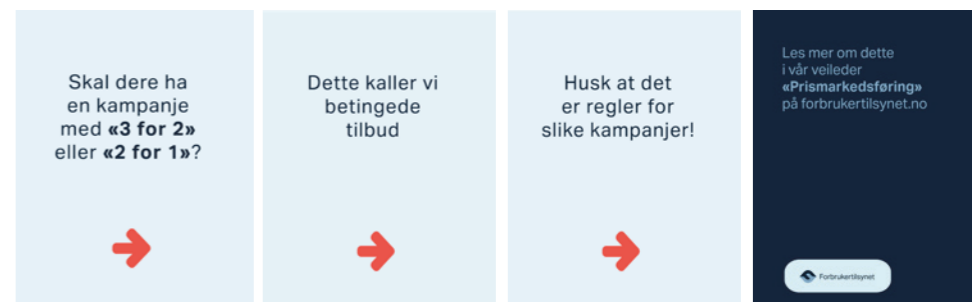 Skal dere ha
en kampanje
med «3 for 2»
eller «2 for 1»?
Dette kaller vi
betingede
tilbud
Husk at det
er regler for
slike kampanjer!
Les mer om dette
i vår veileder
«Prismarkedsføring»
på forbrukertilsynet.no
Forbrukertilsynet